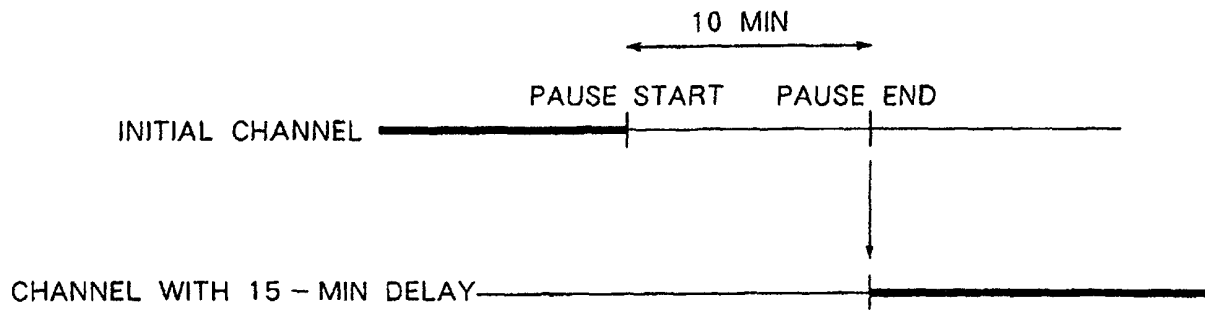 10 MIN
PAUSE START PAUSE END
INITIAL CHANNEL
CHANNEL WITH 15-MIN DELAY